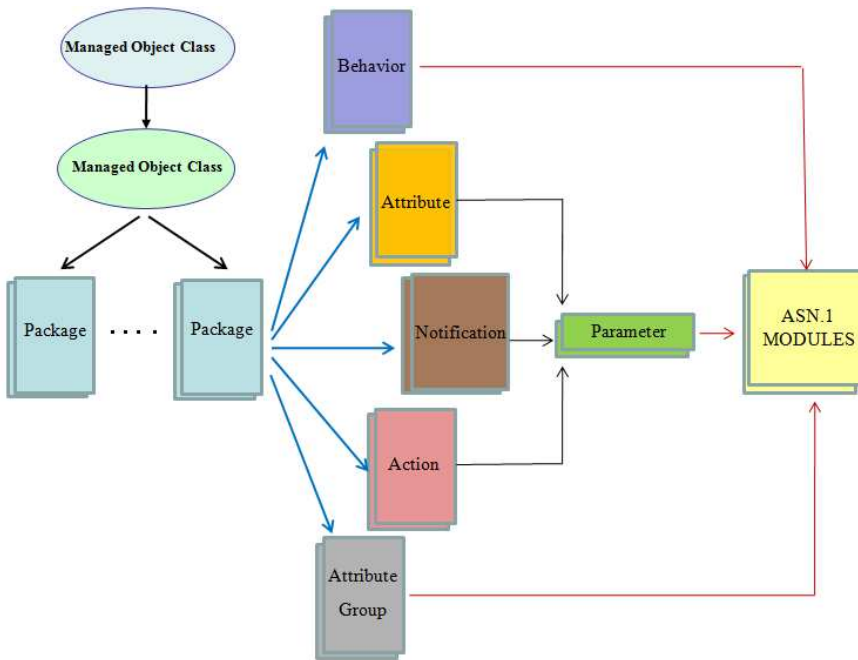 Managed Object Class
Managed Object Class
Package
. . . .
Package
Behavior
Attribute
Notification
Action
Attribute
Group
Parameter
ASN.1
MODULES